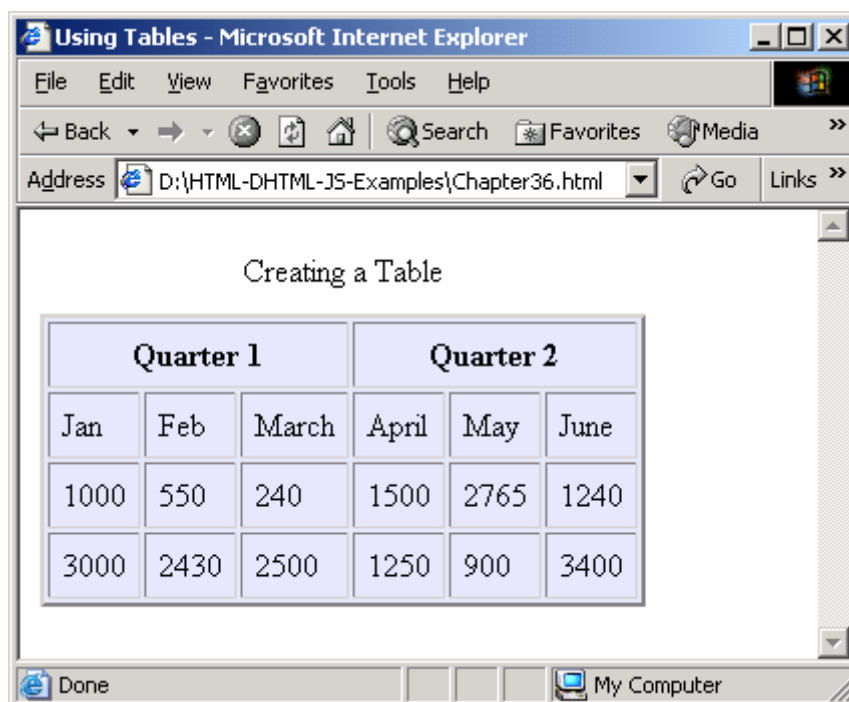 Using Tables - Microsoft Internet Explorer
File Edit View Favorites Tools Help
Back Search Favorites Media »
Address D:\HTML-DHTML-JS-Examples\Chapter36.html Go Links »
Creating a Table
Quarter 1 Quarter 2
Jan Feb March April May June
1000 550 240 1500 2765 1240
3000 2430 2500 1250 900 3400
Done My Computer